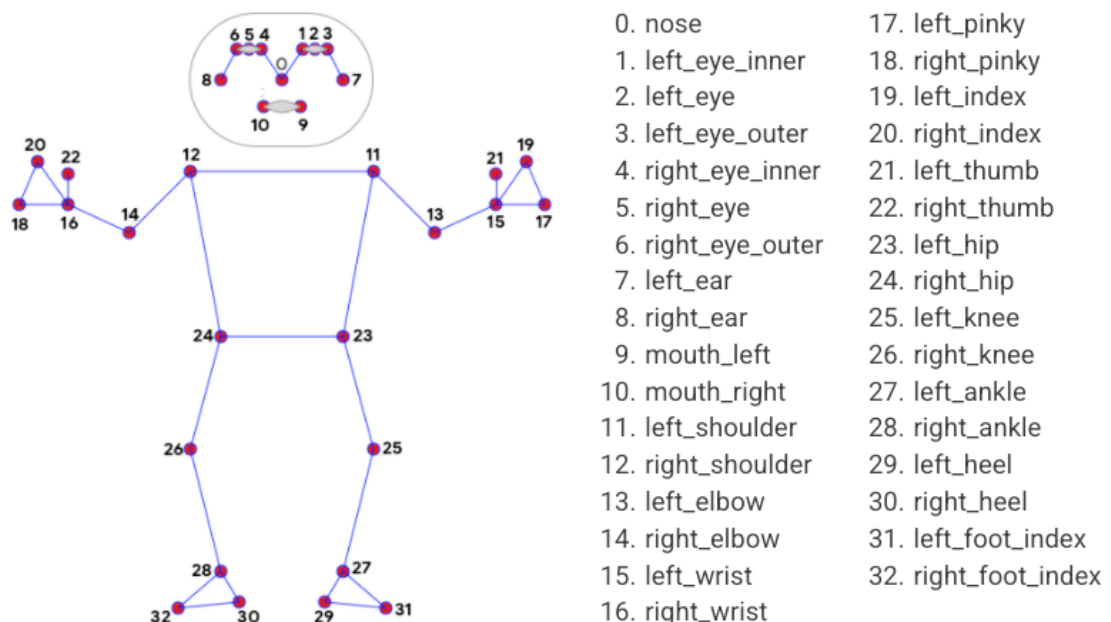 6 5 4 1 2 3
0
8 7
10 9
20 22 12 11 21 19
18 16 14 13 15 17
24 23
26 25
28 27
32 30 29 31
0. nose
1. left_eye_inner
2. left_eye
3. left_eye_outer
4. right_eye_inner
5. right_eye
6. right_eye_outer
7. left_ear
8. right_ear
9. mouth_left
10. mouth_right
11. left_shoulder
12. right_shoulder
13. left_elbow
14. right_elbow
15. left_wrist
16. right_wrist
17. left_pinky
18. right_pinky
19. left_index
20. right_index
21. left_thumb
22. right_thumb
23. left_hip
24. right_hip
25. left_knee
26. right_knee
27. left_ankle
28. right_ankle
29. left_heel
30. right_heel
31. left_foot_index
32. right_foot_index